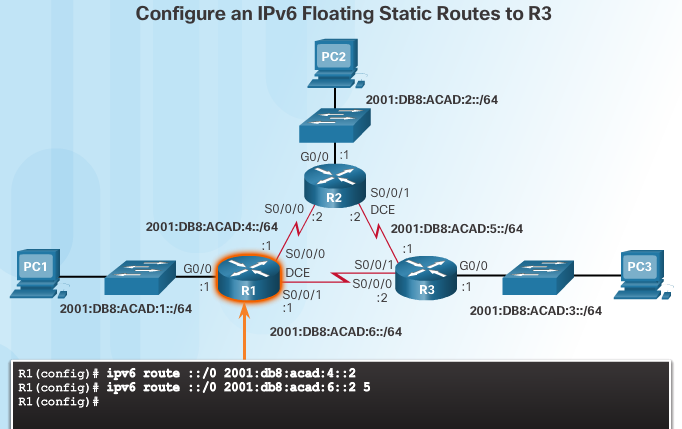 Configure an IPv6 Floating Static Routes to R3
PC2
2001:DB8:ACAD:2::/64
G0/0 :1
R2
S0/0/1
S0/0/0 :2 :2 DCE
2001:DB8:ACAD:4::/64
2001:DB8:ACAD:5::/64
:1 :1
PC1
S0/0/0
PC3
G0/0
DCE
S0/0/1
G0/0
:1
R1
S0/0/0
R3
:1
S0/0/1
:2
:1
2001:DB8:ACAD:1::/64
2001:DB8:ACAD:3::/64
2001:DB8:ACAD:6::/64
R1(config)# ipv6 route ::/0 2001:db8:acad:4::2
R1(config)# ipv6 route ::/0 2001:db8:acad:6::2 5
R1(config)#